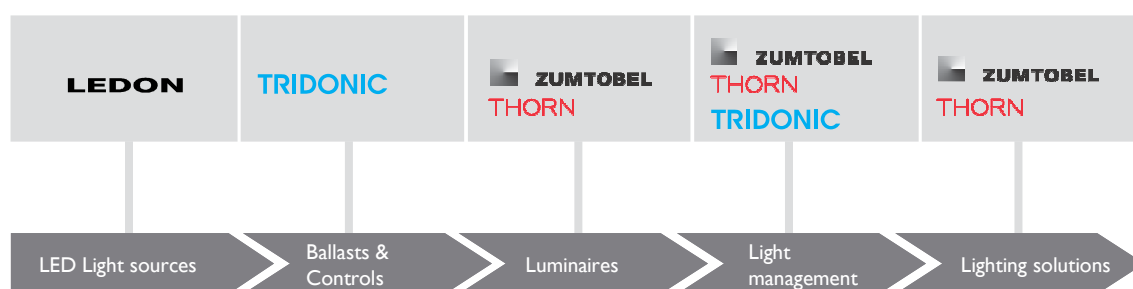 LEDON
TRIDONIC
ZUMTOBEL
THORN
ZUMTOBEL
THORN
TRIDONIC
ZUMTOBEL
THORN
LED Light sources
Ballasts &
Controls
Luminaires
Light
management
Lighting solutions